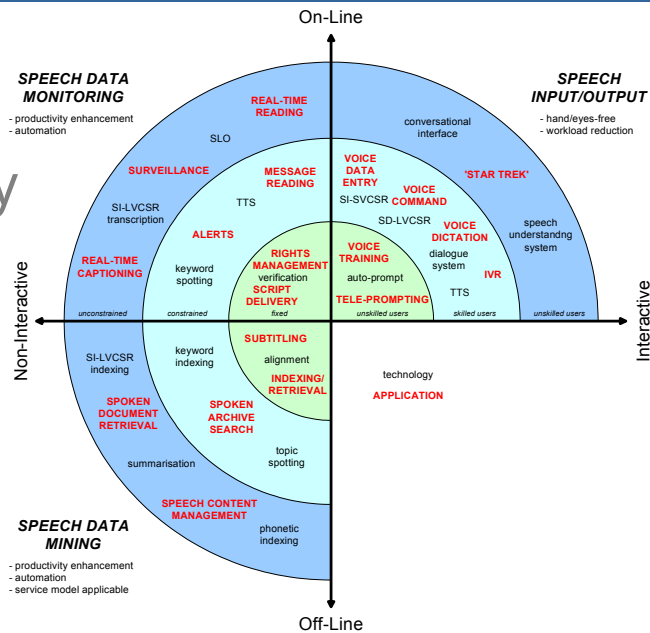 On-Line
SPEECH DATA
MONITORING
- productivity enhancement
- automation
SPEECH
INPUT/OUTPUT
- hand/eyes-free
- workload reduction
REAL-TIME
READING
SLO
SURVEILLANCE
SI-LVCSR
transcription
REAL-TIME
CAPTIONING
unconstrained
MESSAGE
READING
TTS
ALERTS
keyword
spotting
constrained
RIGHTS
MANAGEMENT
verification
SCRIPT
DELIVERY
fixed
VOICE
TRAINING
auto-prompt
TELE-PROMPTING
unskilled users
VOICE
DATA
ENTRY
SI-SVCSR
VOICE
COMMAND
SD-LVCSR
VOICE
DICTATION
dialogue
system
IVR
TTS
skilled users
conversational
interface
'STAR TREK'
speech
understandng
system
unskilled users
y
Non-Interactive
Interactive
SUBTITLING
alignment
INDEXING/
RETRIEVAL
keyword
indexing
SPOKEN
ARCHIVE
SEARCH
topic
spotting
SI-LVCSR
indexing
SPOKEN
DOCUMENT
RETRIEVAL
summarisation
SPEECH CONTENT
MANAGEMENT
phonetic
indexing
technology
APPLICATION
SPEECH DATA
MINING
- productivity enhancement
- automation
- service model applicable
Off-Line